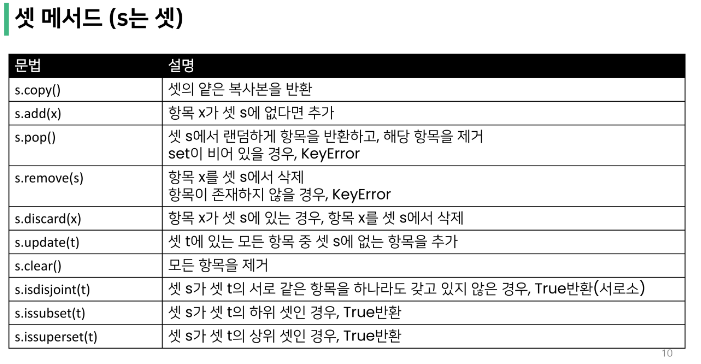 셋 메서드 (s는 셋)
문법 설명
s.copy() 셋의 얕은 복사본을 반환
s.add(x) 항목 x가 셋 s에 없다면 추가
s.pop() 셋 s에서 랜덤하게 항목을 반환하고, 해당 항목을 제거
set이 비어 있을 경우, KeyError
s.remove(s) 항목 x를 셋 s에서 삭제
항목이 존재하지 않을 경우, KeyError
s.discard(x) 항목 x가 셋 s에 있는 경우, 항목 x를 셋 s에서 삭제
s.update(t) 셋 t에 있는 모든 항목 중 셋 s에 없는 항목을 추가
s.clear() 모든 항목을 제거
s.isdisjoint(t) 셋 s가 셋 t의 서로 같은 항목을 하나라도 갖고 있지 않은 경우, True반환(서로소)
s.issubset(t) 셋 s가 셋 t의 하위 셋인 경우, True반환
s.issuperset(t) 셋 s가 셋 t의 상위 셋인 경우, True반환
10